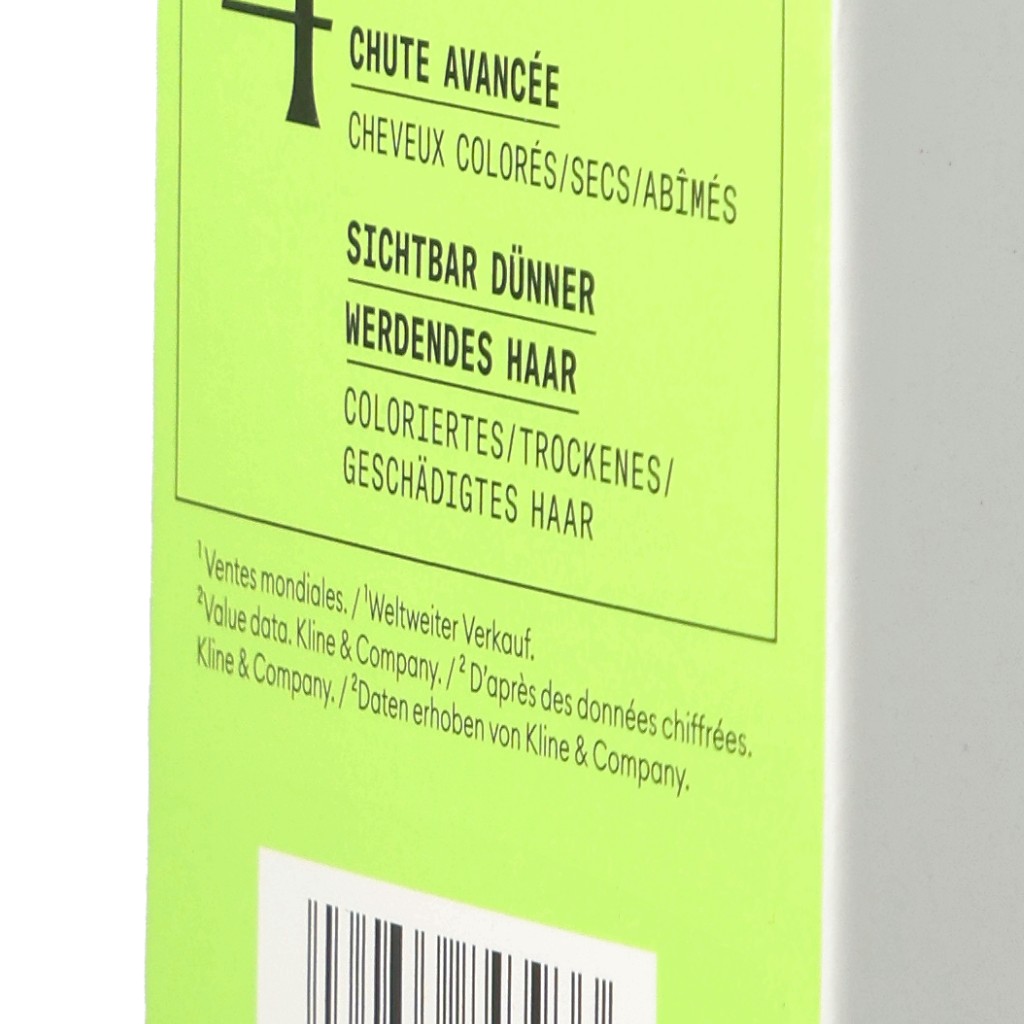 4
CHUTE AVANCÉE
CHEVEUX COLORÉS/SECS/ABÎMÉS
SICHTBAR DÜNNER
WERDENDES HAAR
COLORIERTES/TROCKENES/
GESCHÄDIGTES HAAR
¹Ventes mondiales. / ¹Weltweiter Verkauf.
²Value data. Kline & Company. / ² D'après des données chiffrées.
Kline & Company. / ²Daten erhoben von Kline & Company.